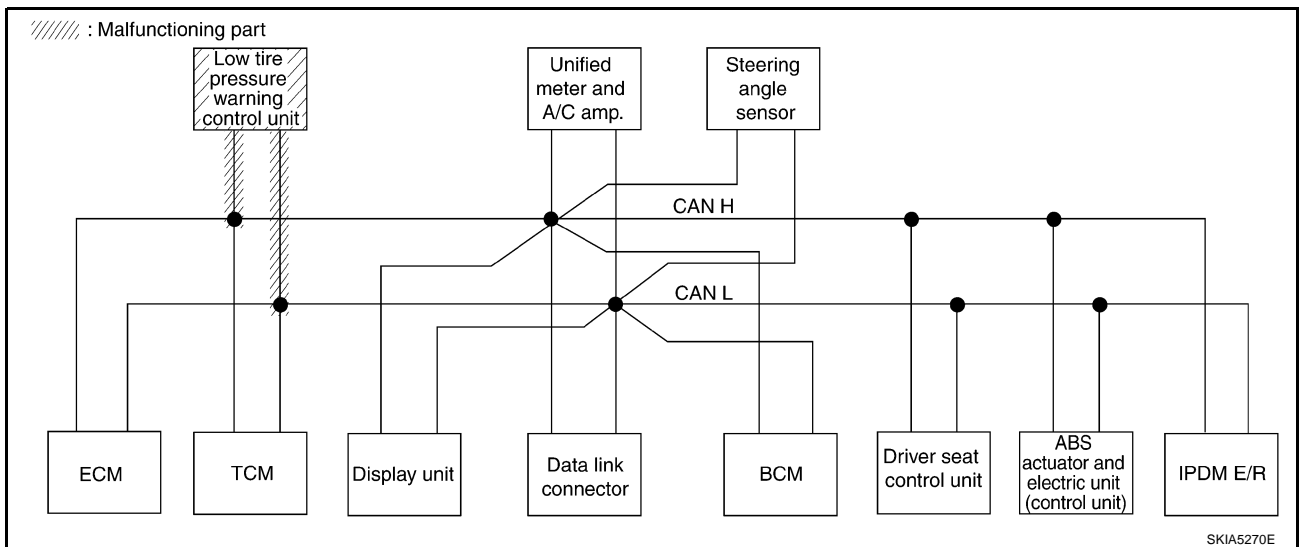 : Malfunctioning part
Low tire
pressure
warning
control unit
Unified
meter and
A/C amp.
Steering
angle
sensor
CAN H
CAN L
ECM
TCM
Display unit
Data link
connector
BCM
Driver seat
control unit
ABS
actuator and
electric unit
(control unit)
IPDM E/R
SKIA5270E